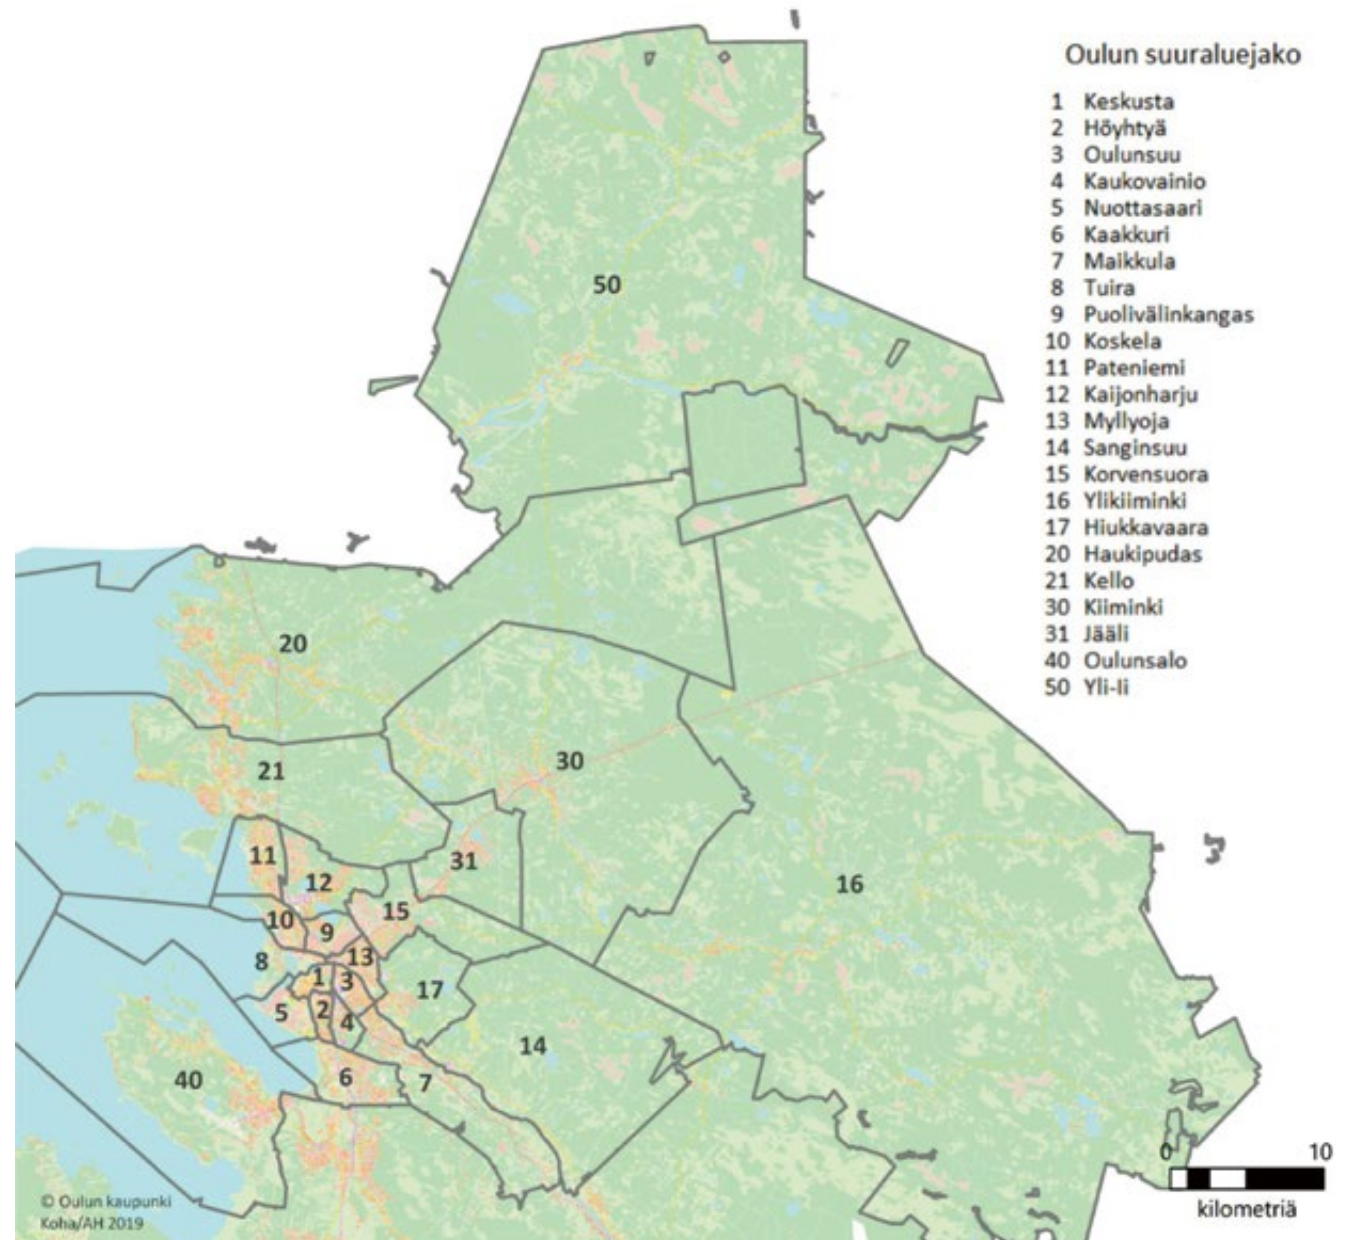 Oulun suuraluejako
1 Keskusta
2 Höyhtyä
3 Oulunsuu
4 Kaukovainio
5 Nuottasaari
6 Kaakkuri
7 Maikkula
8 Tuira
9 Puolivälinkangas
10 Koskela
11 Pateniemi
12 Kaijonharju
13 Myllyoja
14 Sanginsuu
15 Korvensuora
16 Ylikiiminki
17 Hiukkavaara
20 Haukipudas
21 Kello
30 Kiiminki
31 Jääli
40 Oulunsalo
50 Yli-Ii
50
20
30
21
11
12
31
16
10
9
15
8
13
1
3
17
5
2
4
14
6
7
40
0 10
kilometriä
© Oulun kaupunki
Koha/AH 2019